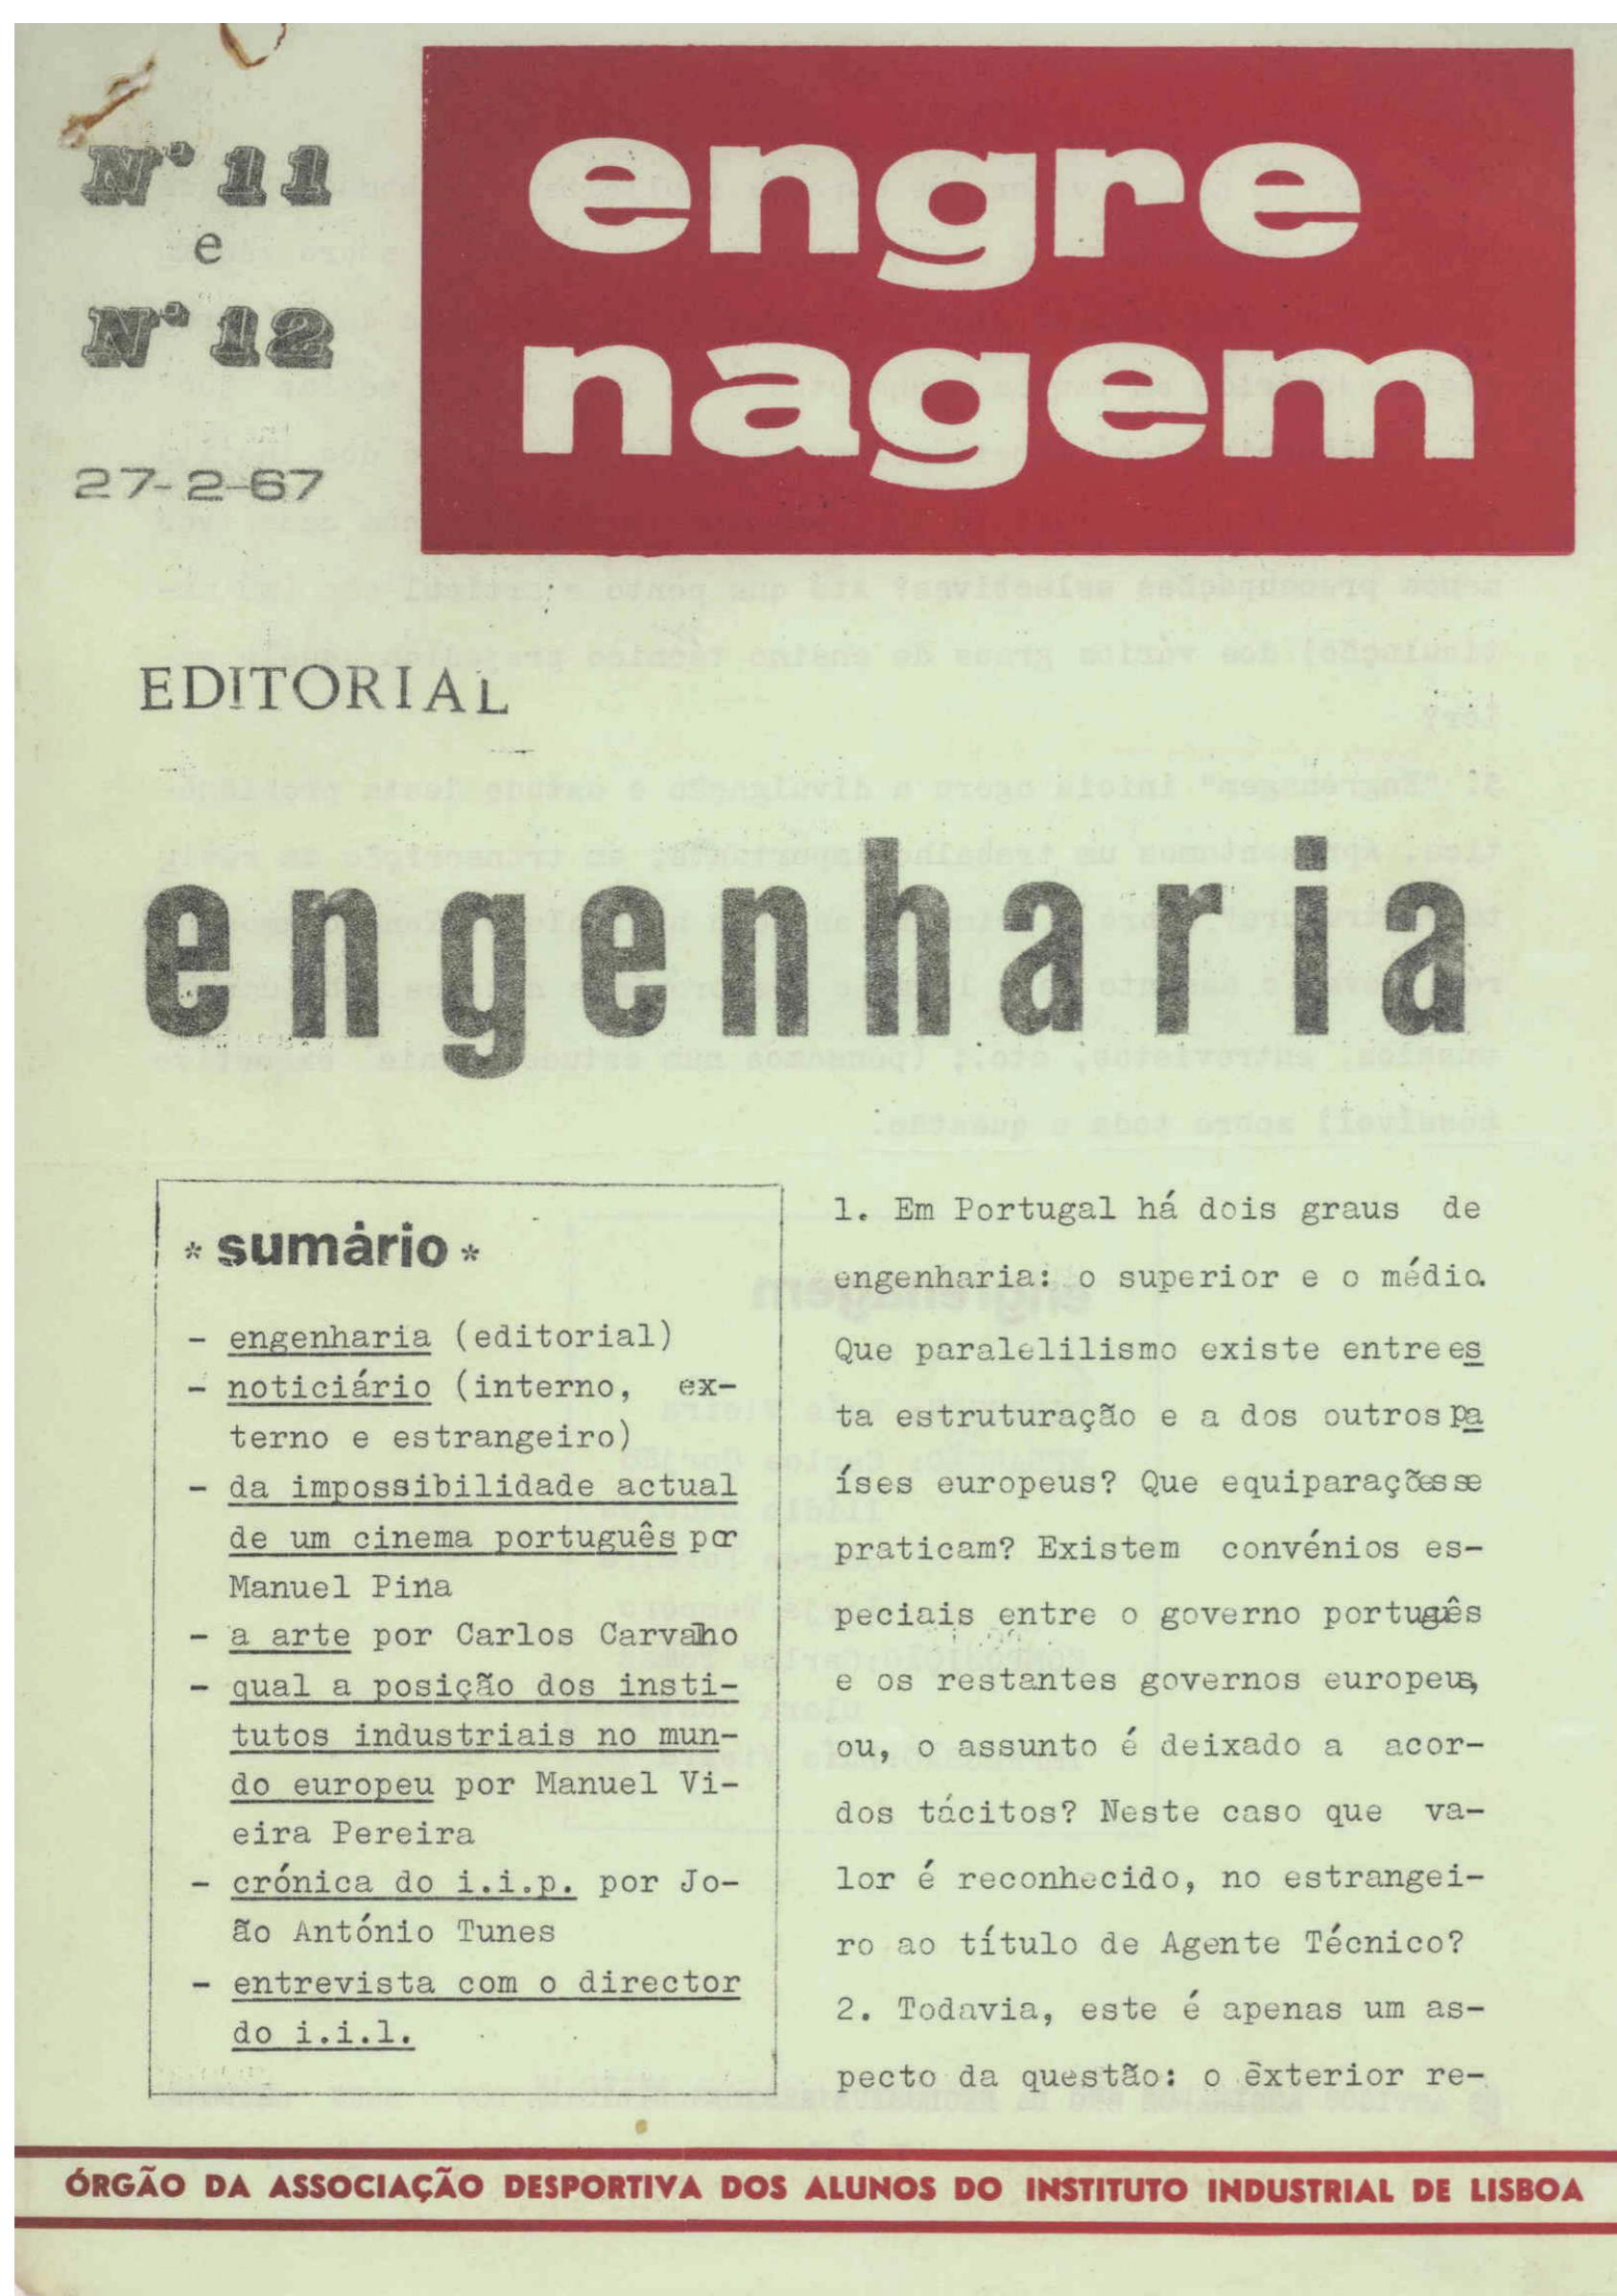 Nº 11
e
Nº 12
27-2-67
engre
nagem
EDITORIAL
engenharia
* sumário *
- engenharia (editorial)
- noticiário (interno, ex-
terno e estrangeiro)
- da impossibilidade actual
de um cinema português por
Manuel Pina
- a arte por Carlos Carvalho
- qual a posição dos insti-
tutos industriais no mun-
do europeu por Manuel Vi-
eira Pereira
- crónica do i.i.p. por Jo-
ão António Tunes
- entrevista com o director
do i.i.l.
1. Em Portugal há dois graus de
engenharia: o superior e o médio.
Que paralelilismo existe entre es
ta estruturação e a dos outros pa
íses europeus? Que equiparações se
praticam? Existem convénios es-
peciais entre o governo português
e os restantes governos europeus,
ou, o assunto é deixado a acor-
dos tácitos? Neste caso que va-
lor é reconhecido, no estrangei-
ro ao título de Agente Técnico?
2. Todavia, este é apenas um as-
pecto da questão: o exterior re-
ÓRGÃO DA ASSOCIAÇÃO DESPORTIVA DOS ALUNOS DO INSTITUTO INDUSTRIAL DE LISBOA